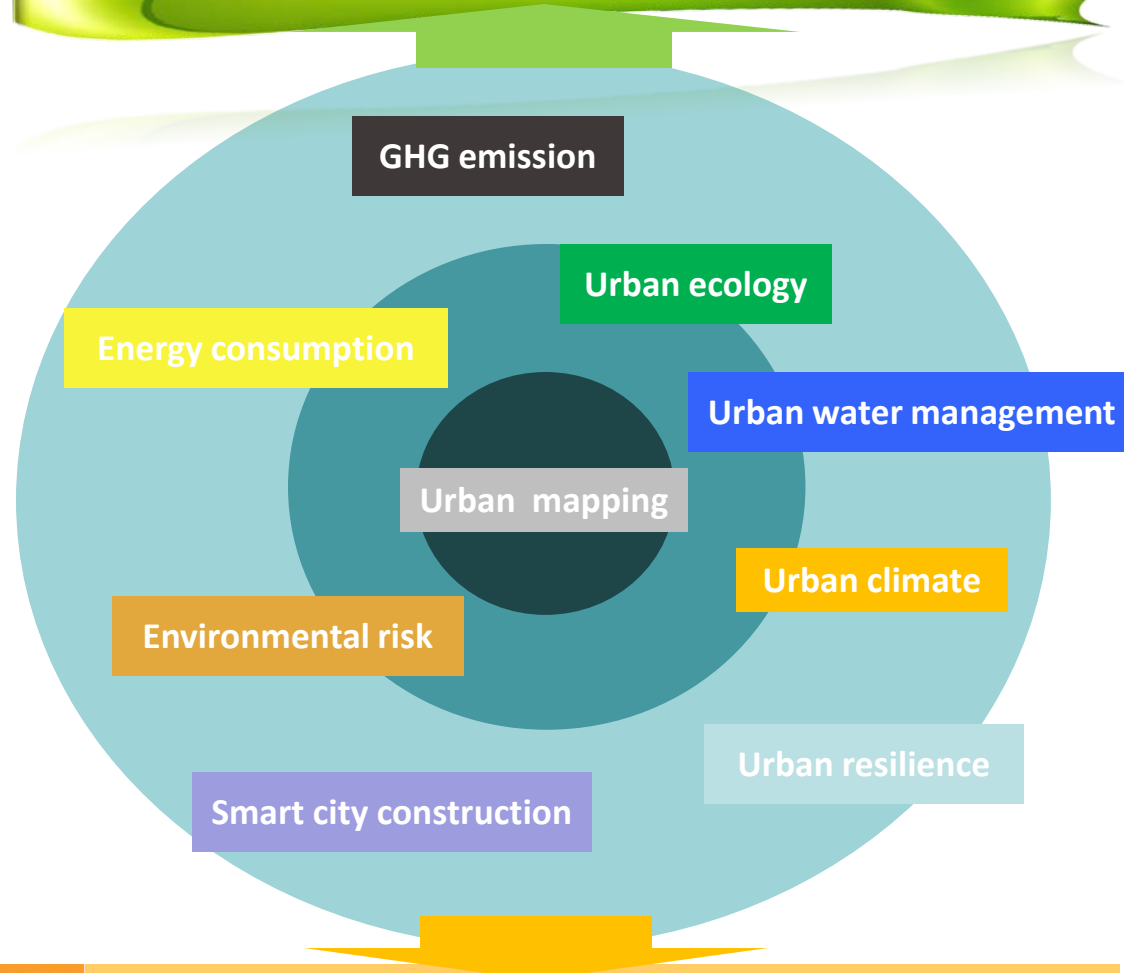 GHG emission
Urban ecology
Energy consumption
Urban water management
Urban  mapping
Urban climate
Environmental risk
Urban resilience
Smart city construction